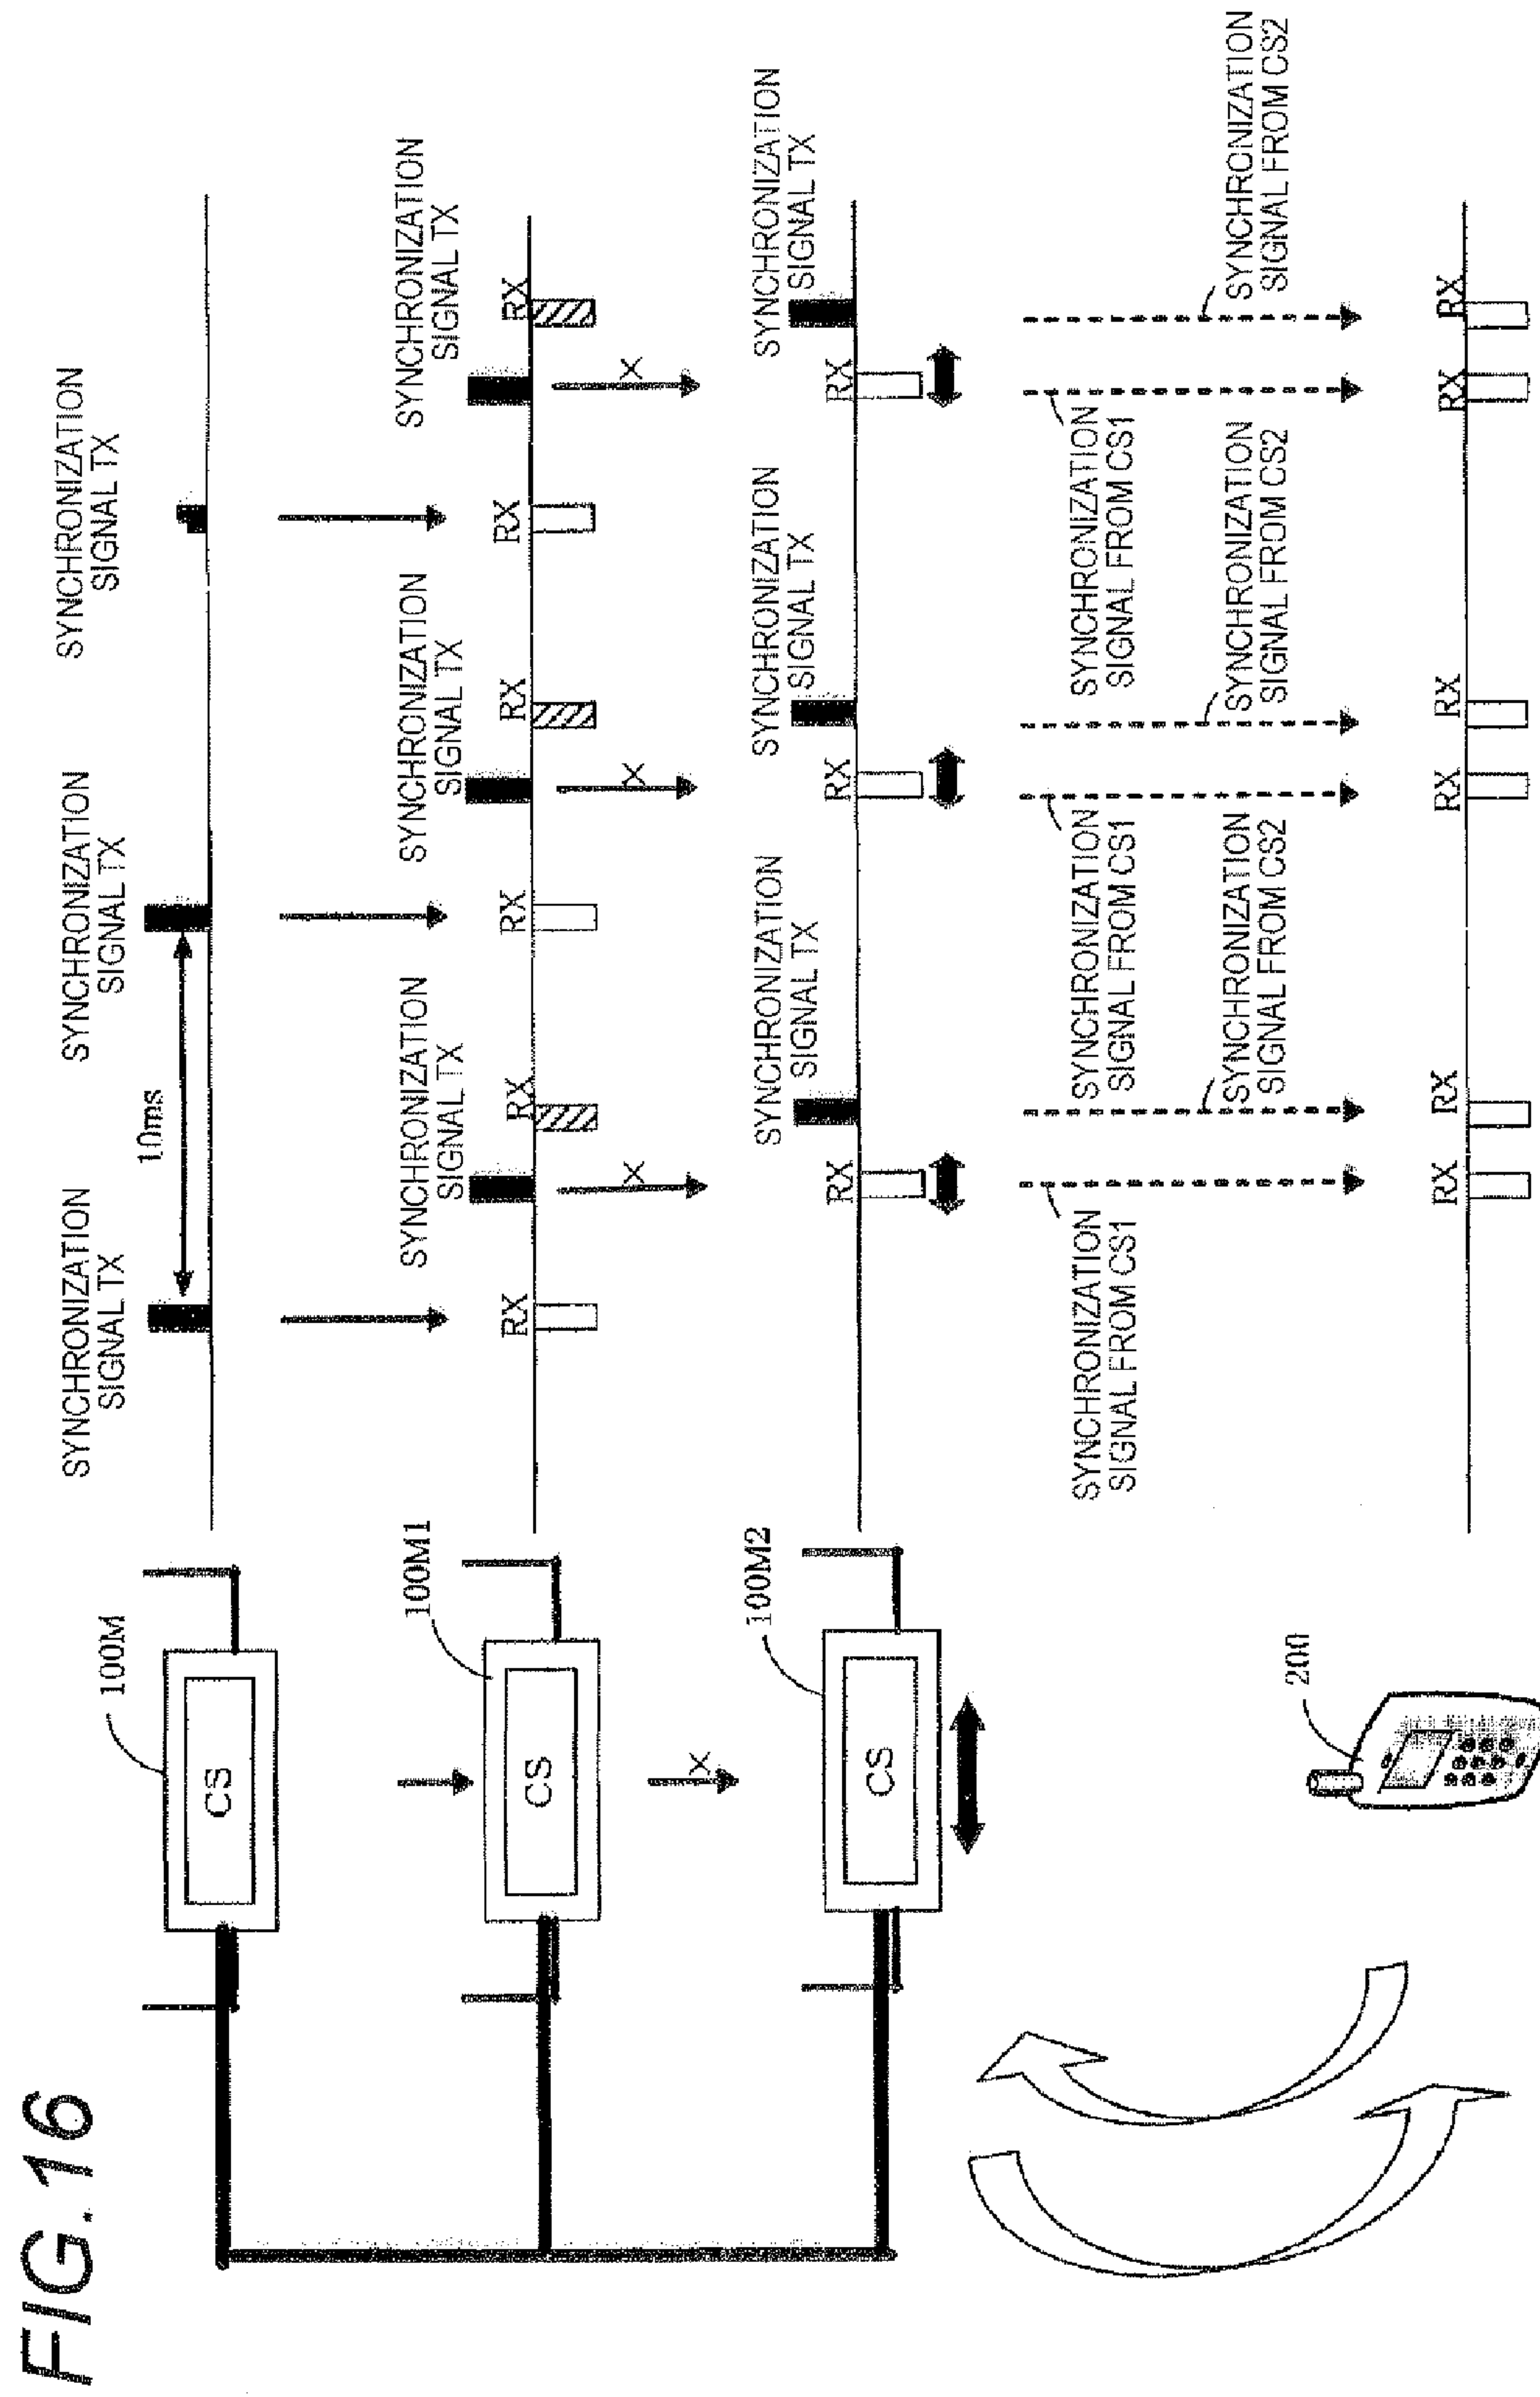 FIG. 16
100M
CS
SYNCHRONIZATION
SIGNAL TX
10ms
SYNCHRONIZATION
SIGNAL TX
SYNCHRONIZATION
SIGNAL TX
100M1
CS
X
RX
SYNCHRONIZATION
SIGNAL TX
X
RX
RX
SYNCHRONIZATION
SIGNAL TX
X
RX
RX
SYNCHRONIZATION
SIGNAL TX
X
RX
100M2
CS
RX
SYNCHRONIZATION
SIGNAL TX
RX
SYNCHRONIZATION
SIGNAL TX
RX
SYNCHRONIZATION
SIGNAL TX
SYNCHRONIZATION
SIGNAL FROM CS1
SYNCHRONIZATION
SIGNAL FROM CS1
SYNCHRONIZATION
SIGNAL FROM CS1
SYNCHRONIZATION
SIGNAL FROM CS2
SYNCHRONIZATION
SIGNAL FROM CS2
SYNCHRONIZATION
SIGNAL FROM CS2
200
RX
RX
RX
RX
RX
RX